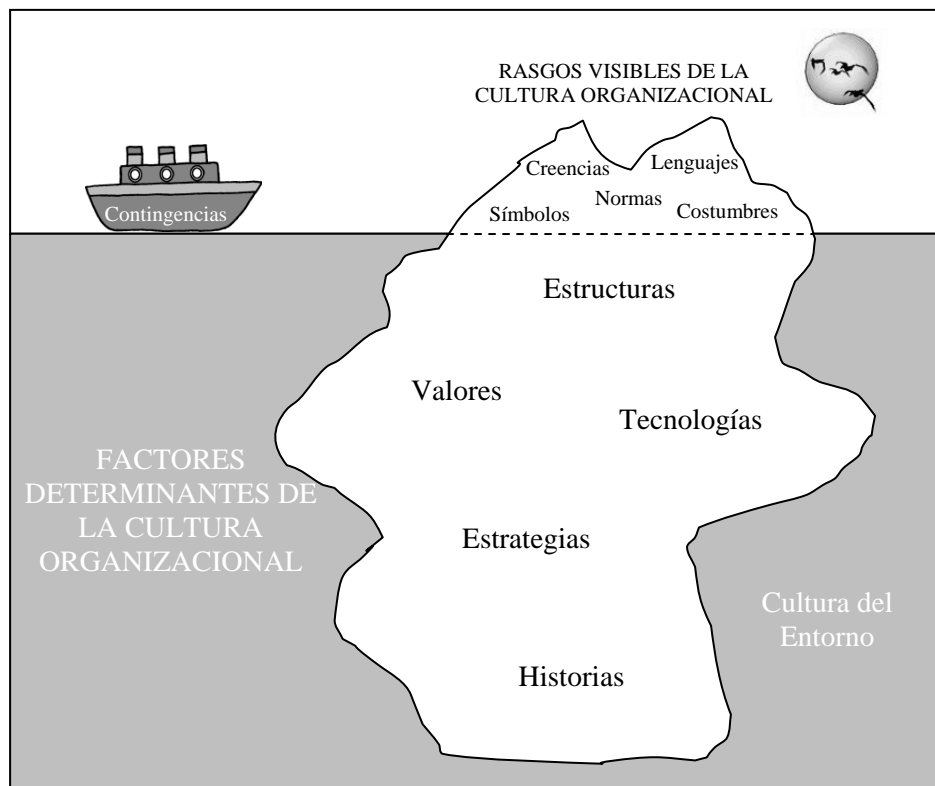 RASGOS VISIBLES DE LA
CULTURA ORGANIZACIONAL
Creencias
Lenguajes
Normas
Símbolos
Costumbres
Contingencias
Estructuras
Valores
Tecnologías
FACTORES
DETERMINANTES DE
LA CULTURA
ORGANIZACIONAL
Estrategias
Cultura del
Entorno
Historias